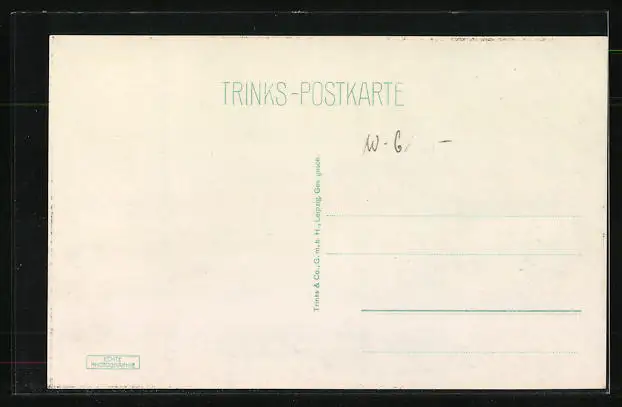 TRINKS-POSTKARTE
W-6 -
Trinks & Co., G. m. b. H., Leipzig. Ges. gesch.
ECHTE
PHOTOGRAPHIE